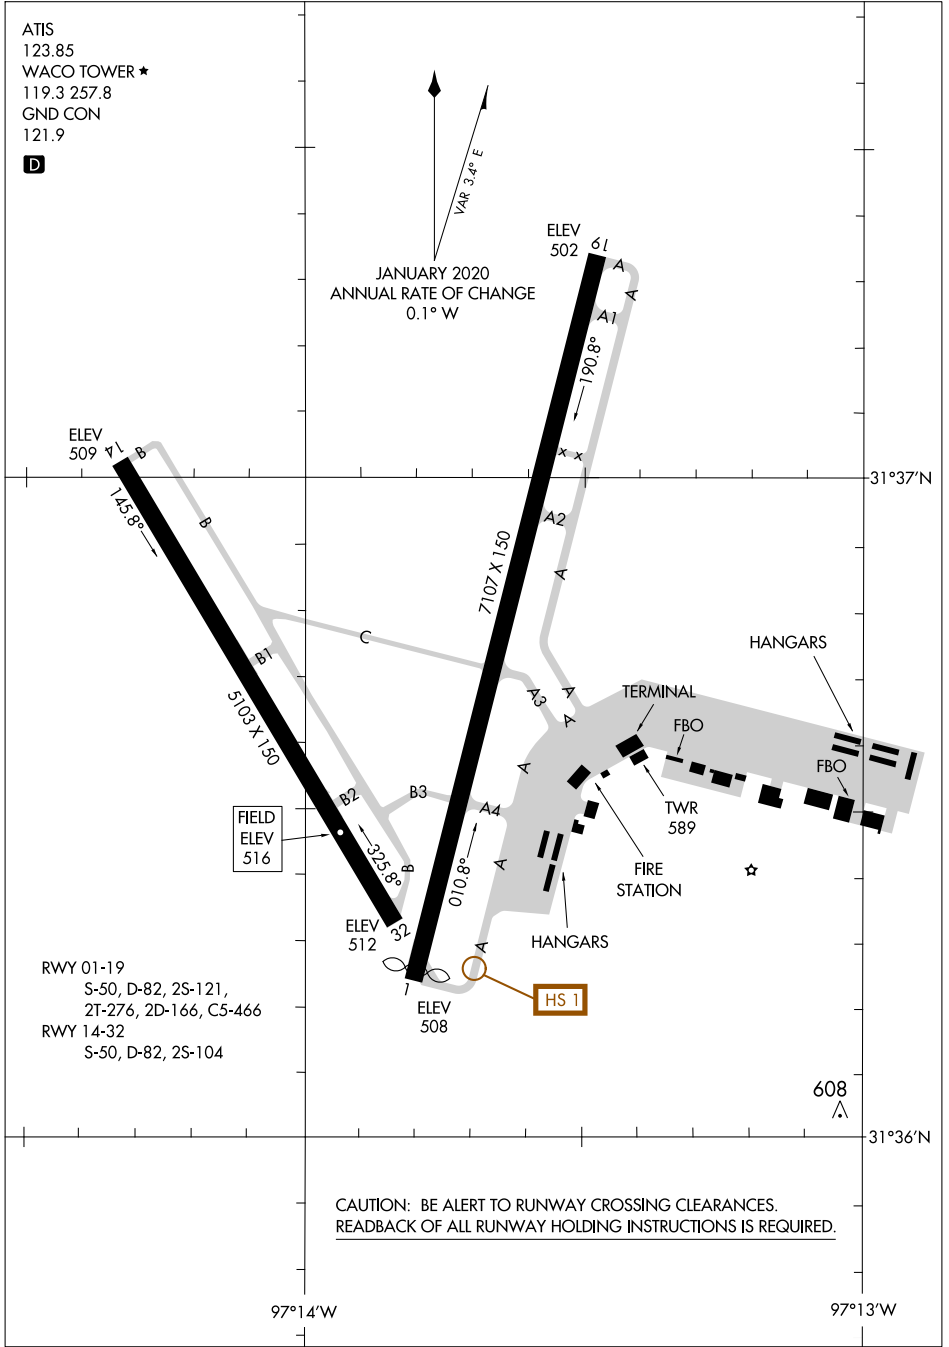 ATIS
123.85
WACO TOWER ★
119.3 257.8
GND CON
121.9
D
VAR 3.4° E
JANUARY 2020
ANNUAL RATE OF CHANGE
0.1° W
ELEV
502
19
A
A
A1
190.8°
X X
ELEV
509
14
B
145.8°
B
31°37'N
A2
7107 X 150
A
C
B1
HANGARS
A3
A
TERMINAL
5103 X 150
A
FBO
A
FBO
B2
B3
A4
TWR
589
FIELD
ELEV
516
325.8°
B
010.8°
A
FIRE
STATION
ELEV
512
32
A
HANGARS
1
ELEV
508
HS 1
RWY 01-19
S-50, D-82, 2S-121,
2T-276, 2D-166, C5-466
RWY 14-32
S-50, D-82, 2S-104
608
31°36'N
CAUTION: BE ALERT TO RUNWAY CROSSING CLEARANCES.
READBACK OF ALL RUNWAY HOLDING INSTRUCTIONS IS REQUIRED.
97°14'W
97°13'W